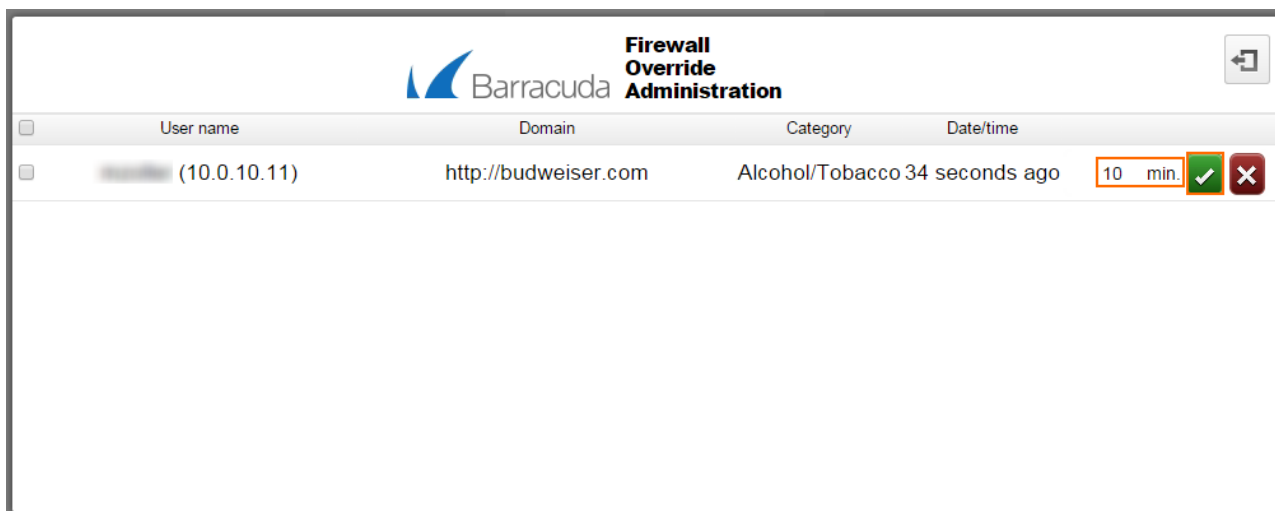 Barracuda
Firewall
Override
Administration
User name Domain Category Date/time
(10.0.10.11) http://budweiser.com Alcohol/Tobacco 34 seconds ago 10 min.